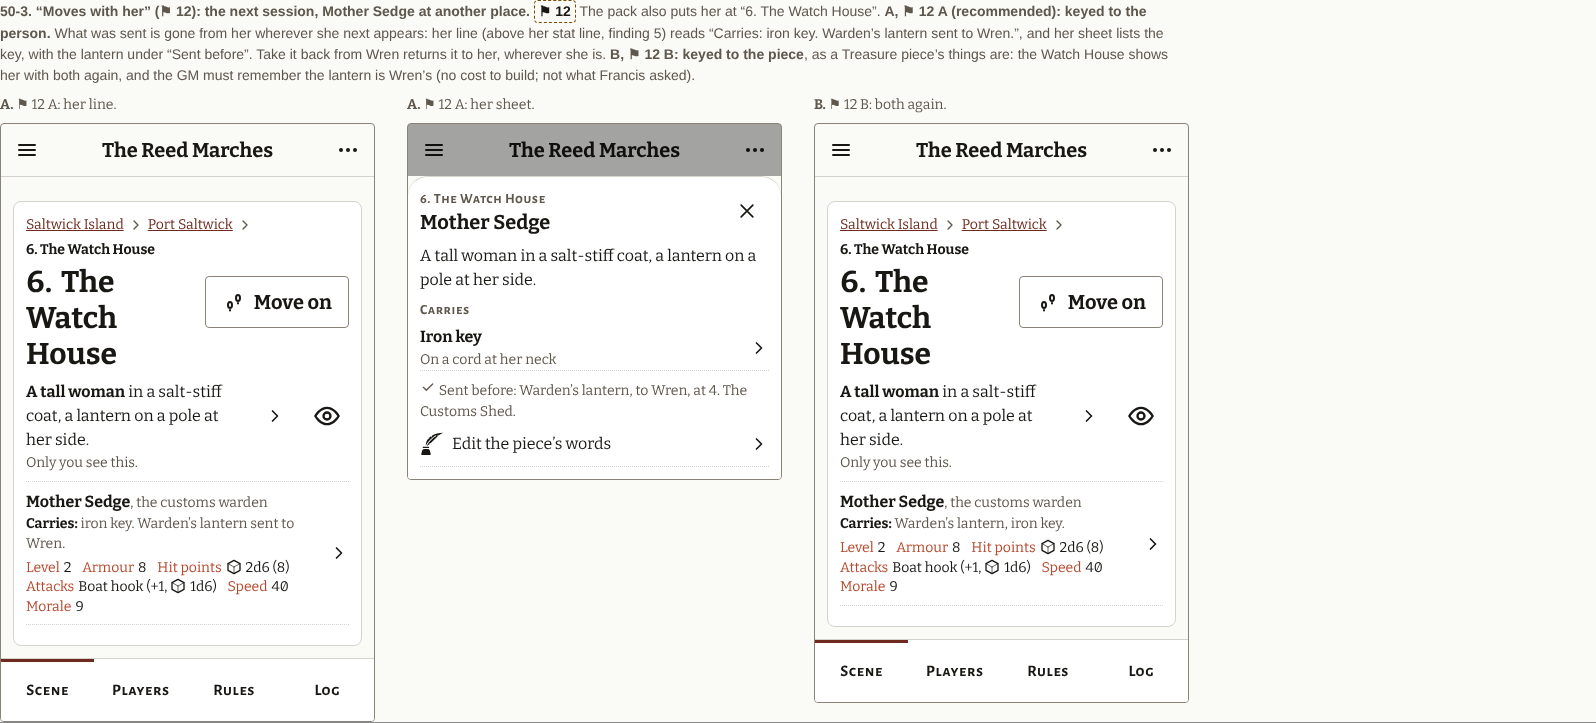 50-3. “Moves with her” (⚑ 12): the next session, Mother Sedge at another place. ⚑ 12 The pack also puts her at “6. The Watch House”. A, ⚑ 12 A (recommended): keyed to the
person. What was sent is gone from her wherever she next appears: her line (above her stat line, finding 5) reads “Carries: iron key. Warden’s lantern sent to Wren.”, and her sheet lists the
key, with the lantern under “Sent before”. Take it back from Wren returns it to her, wherever she is. B, ⚑ 12 B: keyed to the piece, as a Treasure piece’s things are: the Watch House shows
her with both again, and the GM must remember the lantern is Wren’s (no cost to build; not what Francis asked).
A. ⚑ 12 A: her line.
The Reed Marches
Saltwick Island > Port Saltwick >
6. The Watch House
6. The
Watch
House
Move on
A tall woman in a salt-stiff
coat, a lantern on a pole at
her side.
Only you see this.
Mother Sedge, the customs warden
Carries: iron key. Warden’s lantern sent to
Wren.
Level 2 Armour 8 Hit points 2d6 (8)
Attacks Boat hook (+1, 1d6) Speed 40
Morale 9
Scene Players Rules Log
A. ⚑ 12 A: her sheet.
The Reed Marches
6. The Watch House
Mother Sedge
A tall woman in a salt-stiff coat, a lantern on a
pole at her side.
Carries
Iron key
On a cord at her neck
Sent before: Warden’s lantern, to Wren, at 4. The
Customs Shed.
Edit the piece’s words
B. ⚑ 12 B: both again.
The Reed Marches
Saltwick Island > Port Saltwick >
6. The Watch House
6. The
Watch
House
Move on
A tall woman in a salt-stiff
coat, a lantern on a pole at
her side.
Only you see this.
Mother Sedge, the customs warden
Carries: Warden’s lantern, iron key.
Level 2 Armour 8 Hit points 2d6 (8)
Attacks Boat hook (+1, 1d6) Speed 40
Morale 9
Scene Players Rules Log